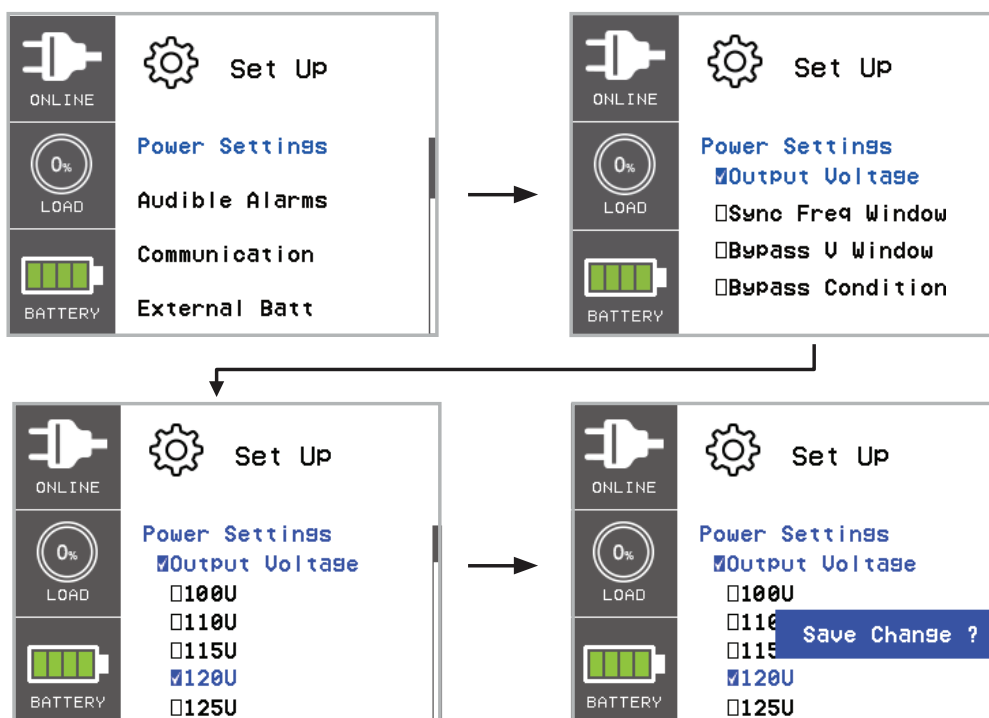 Set Up
ONLINE
Power Settings
0%
Audible Alarms
LOAD
Communication
External Batt
BATTERY
Set Up
ONLINE
Power Settings
☑Output Voltage
0%
☐Sync Freq Window
LOAD
☐Bypass V Window
☐Bypass Condition
BATTERY
Set Up
ONLINE
Power Settings
☑Output Voltage
0%
☐100V
LOAD
☐110V
☐115V
☑120V
BATTERY
☐125V
Set Up
ONLINE
Power Settings
☑Output Voltage
0%
☐100V
LOAD
☐110
Save Change ?
☐115
☑120V
BATTERY
☐125V